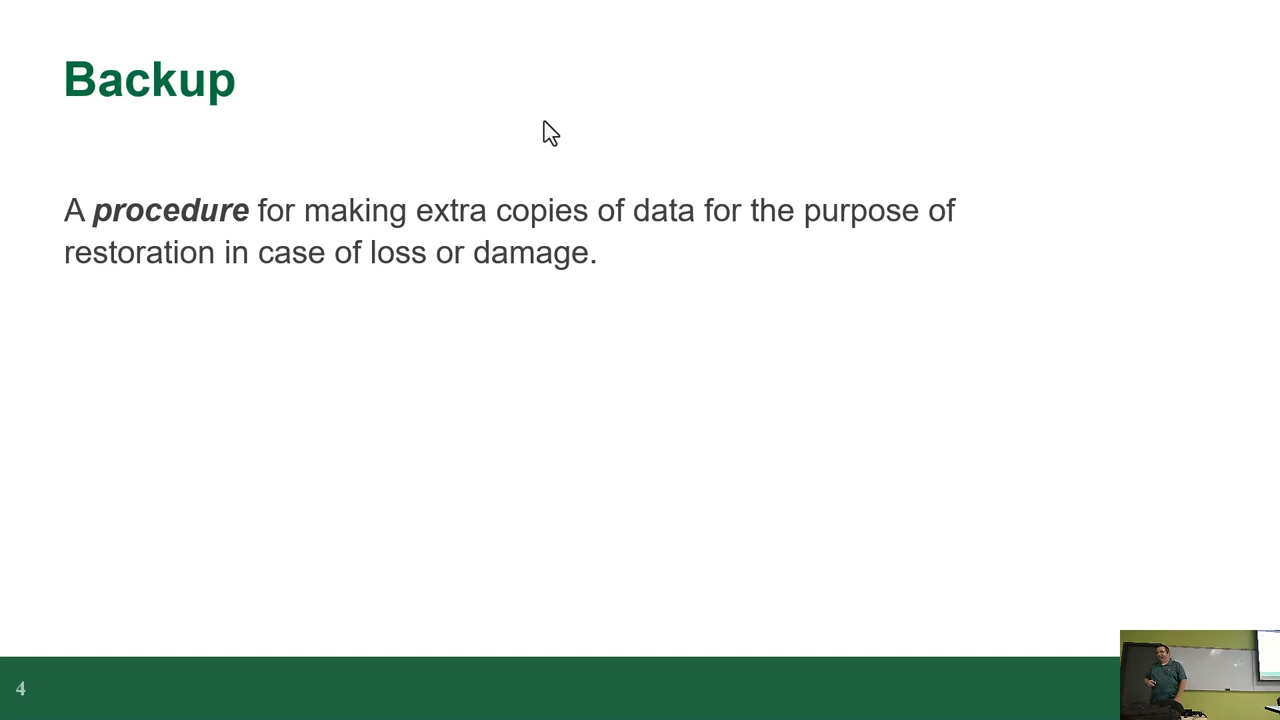 Backup
A procedure for making extra copies of data for the purpose of
restoration in case of loss or damage.
4